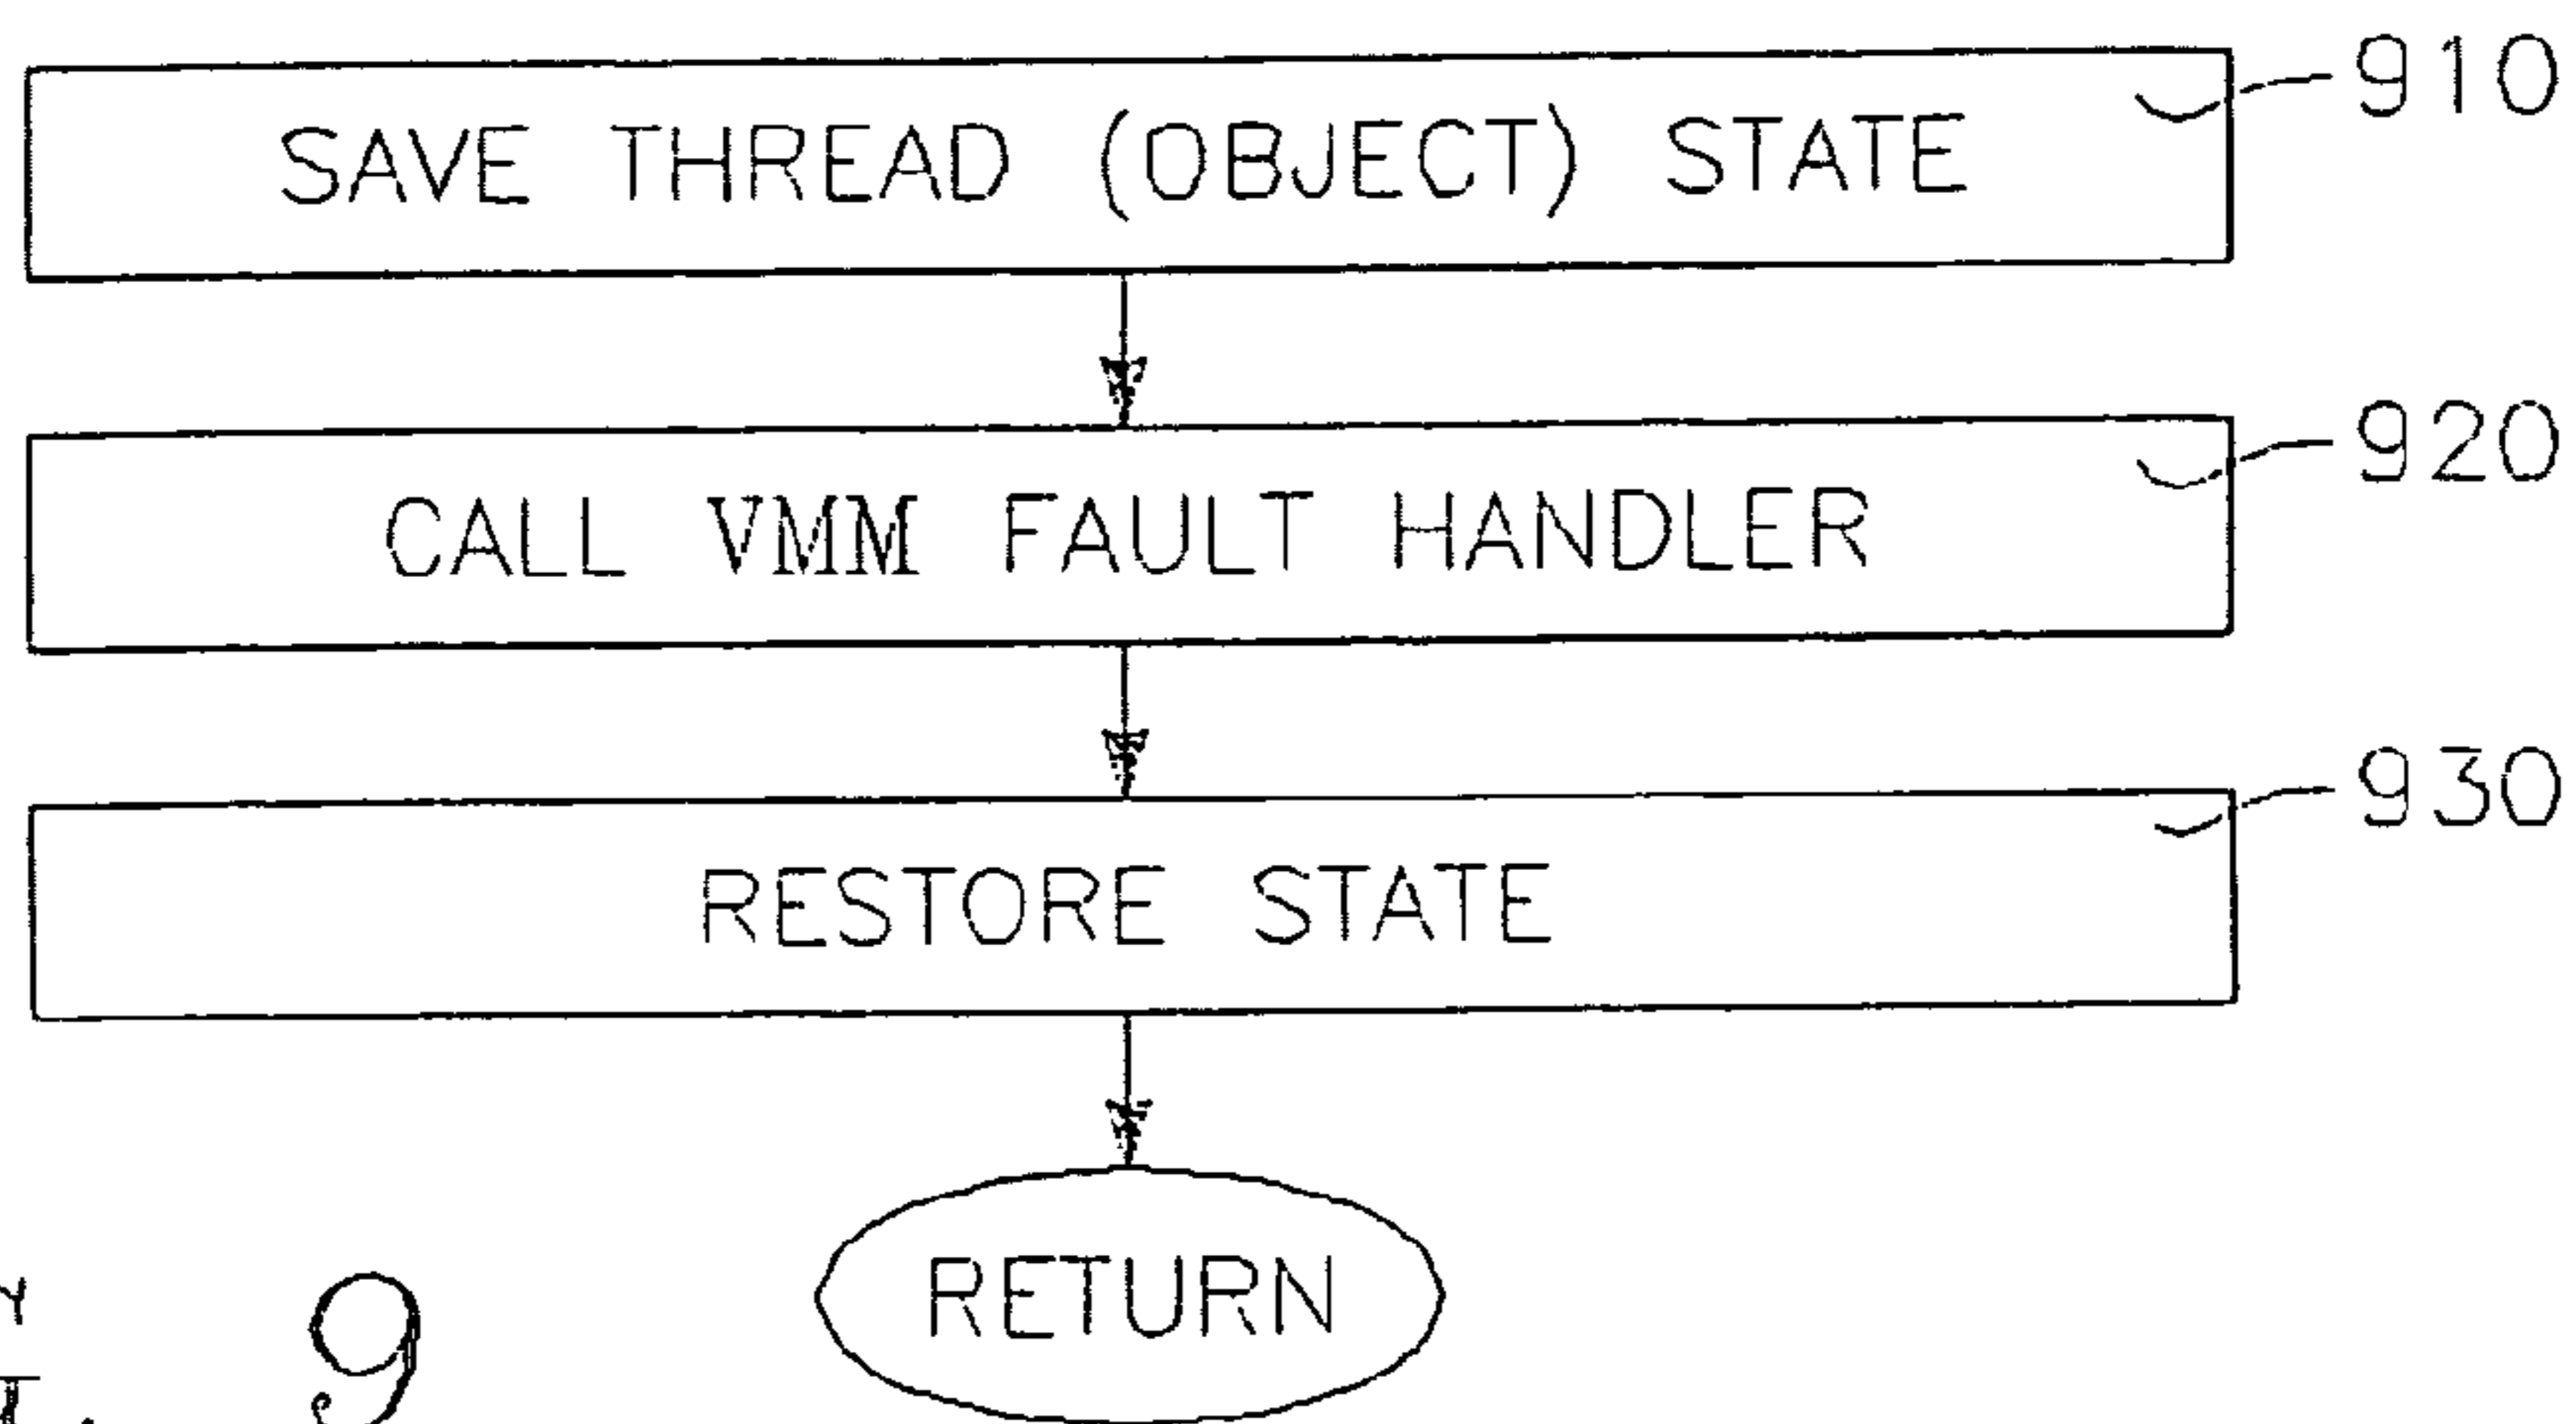 910
SAVE THREAD (OBJECT) STATE
920
CALL VMM FAULT HANDLER
930
RESTORE STATE
RETURN
9